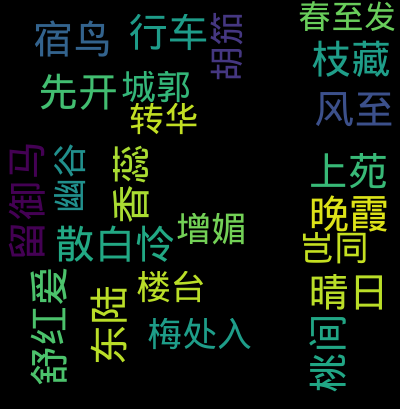 春至发
宿鸟
行车
胡笳
枝藏
先开
城郭
转华
风至
留御马
幽谷
香愁
上苑
晚霞
增媚
散白怜
岂同
舒红爱
东陆
楼台
晴日
梅处入
桃间